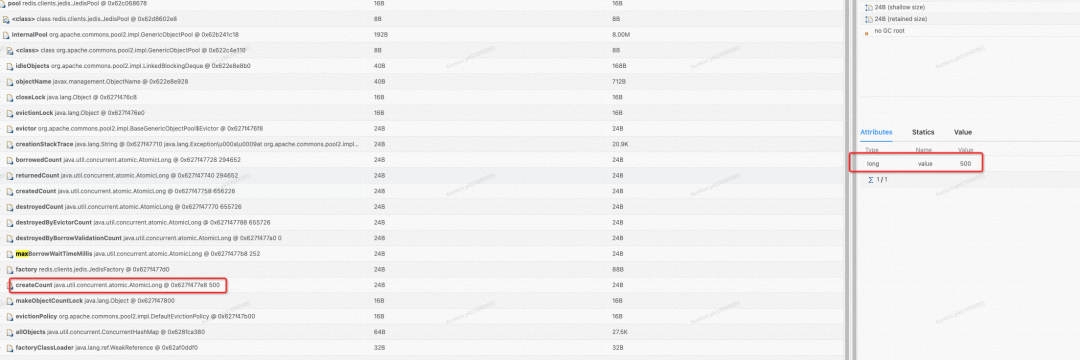 pool redis.clients.jedis.JedisPool @ 0x62c068678 16B
<class> class redis.clients.jedis.JedisPool @ 0x62d8602e8 8B 8B
internalPool org.apache.commons.pool2.impl.GenericObjectPool @ 0x62b241c18 192B 8.00M
<class> class org.apache.commons.pool2.impl.GenericObjectPool @ 0x622c4e110 8B 8B
idleObjects org.apache.commons.pool2.impl.LinkedBlockingDeque @ 0x622e8e8b0 40B 168B
objectName javax.management.ObjectName @ 0x622e8e928 40B 712B
closeLock java.lang.Object @ 0x627f476c8 16B 16B
evictionLock java.lang.Object @ 0x627f476e0 16B 16B
evictor org.apache.commons.pool2.impl.BaseGenericObjectPool$Evictor @ 0x627f476f8 24B 24B
creationStackTrace java.lang.String @ 0x627f47710 java.lang.Exception\u000a\u0009at org.apache.commons.pool2.impl... 24B 20.9K
borrowedCount java.util.concurrent.atomic.AtomicLong @ 0x627f47728 294652 24B 24B
returnedCount java.util.concurrent.atomic.AtomicLong @ 0x627f47740 294652 24B 24B
createdCount java.util.concurrent.atomic.AtomicLong @ 0x627f47758 656226 24B 24B
destroyedCount java.util.concurrent.atomic.AtomicLong @ 0x627f47770 655726 24B 24B
destroyedByEvictorCount java.util.concurrent.atomic.AtomicLong @ 0x627f47788 655726 24B 24B
destroyedByBorrowValidationCount java.util.concurrent.atomic.AtomicLong @ 0x627f477a0 0 24B 24B
maxBorrowWaitTimeMillis java.util.concurrent.atomic.AtomicLong @ 0x627f477b8 252 24B 24B
factory redis.clients.jedis.JedisFactory @ 0x627f477d0 24B 88B
createCount java.util.concurrent.atomic.AtomicLong @ 0x627f477e8 500 24B 24B
makeObjectCountLock java.lang.Object @ 0x627f47800 16B 16B
evictionPolicy org.apache.commons.pool2.impl.DefaultEvictionPolicy @ 0x627f47b00 16B 16B
allObjects java.util.concurrent.ConcurrentHashMap @ 0x6281ca380 64B 27.5K
factoryClassLoader java.lang.ref.WeakReference @ 0x62af0ddf0 32B 32B
24B (shallow size)
24B (retained size)
no GC root
Attributes Statics Value
Type Name Value
long value 500
Σ 1 / 1